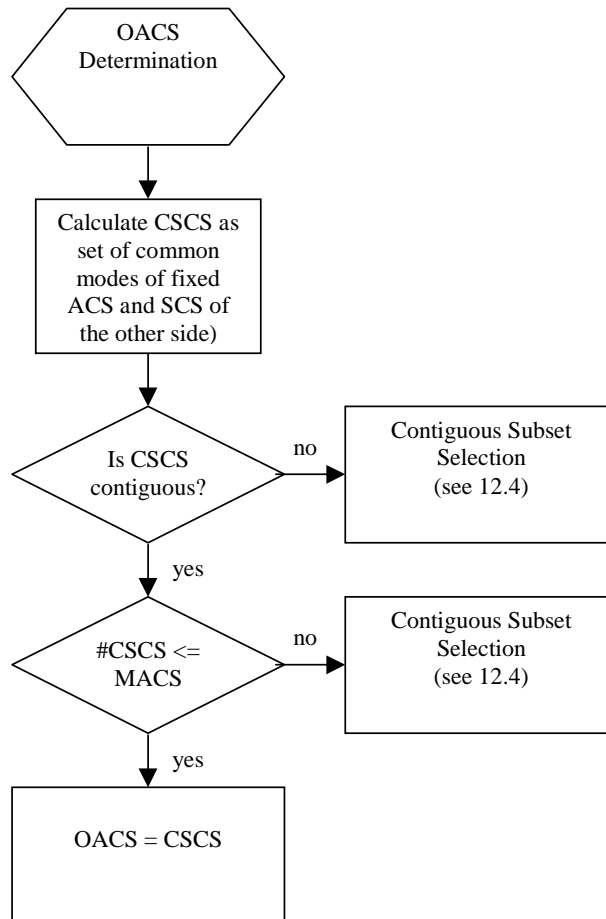 OACS
Determination
Calculate CSCS as
set of common
modes of fixed
ACS and SCS of
the other side)
Is CSCS
contiguous?
no
Contiguous Subset
Selection
(see 12.4)
yes
#CSCS <=
MACS
no
Contiguous Subset
Selection
(see 12.4)
yes
OACS = CSCS